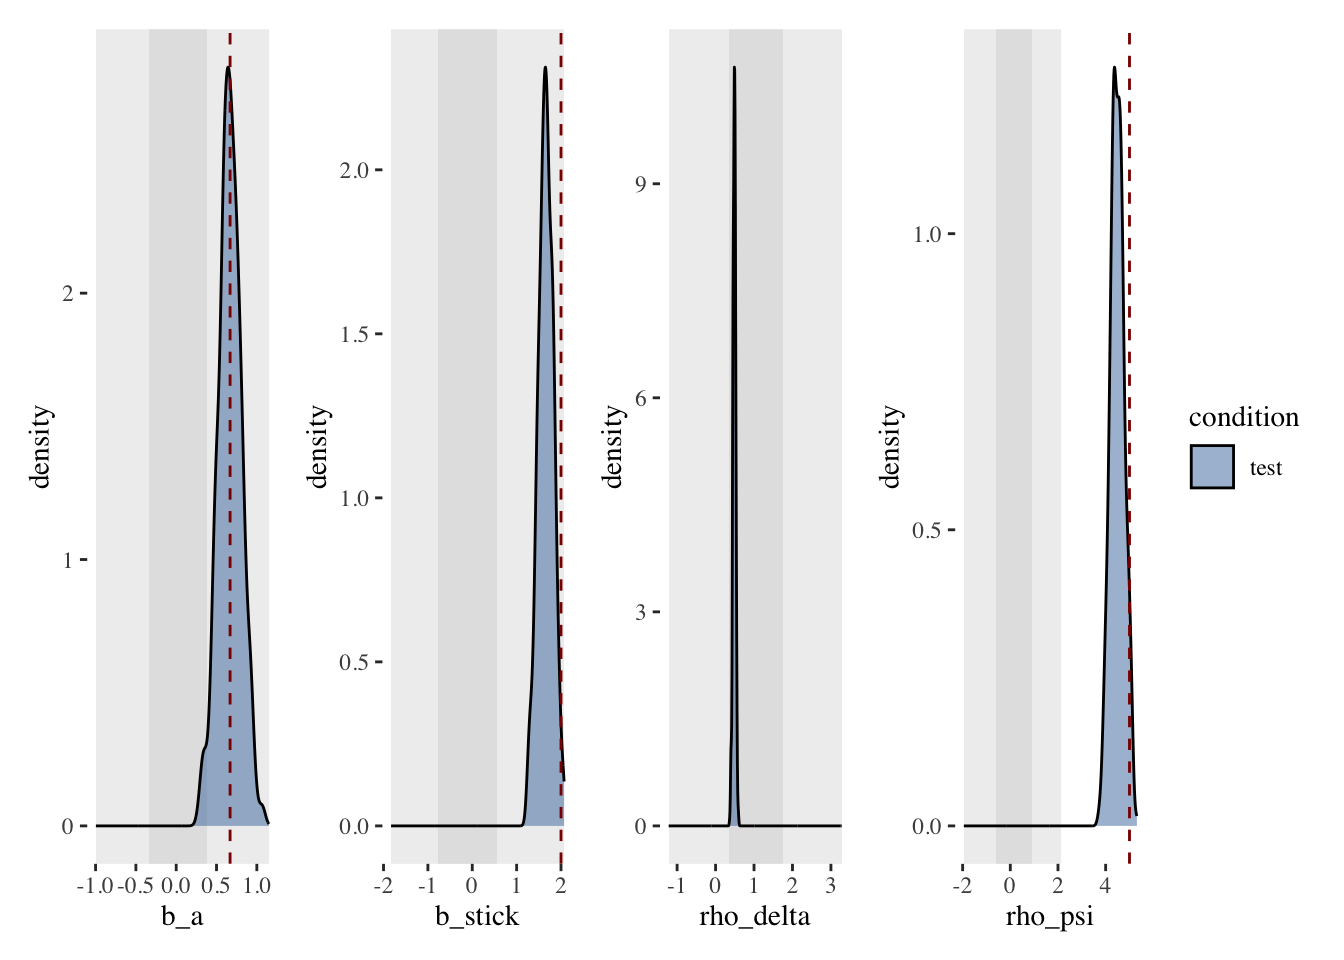 density
2
1
0
-1.0 -0.5 0.0 0.5 1.0
b_a
density
2.0
1.5
1.0
0.5
0.0
-2 -1 0 1 2
b_stick
density
9
6
3
0
-1 0 1 2 3
rho_delta
density
1.0
0.5
0.0
-2 0 2 4
rho_psi
condition
test